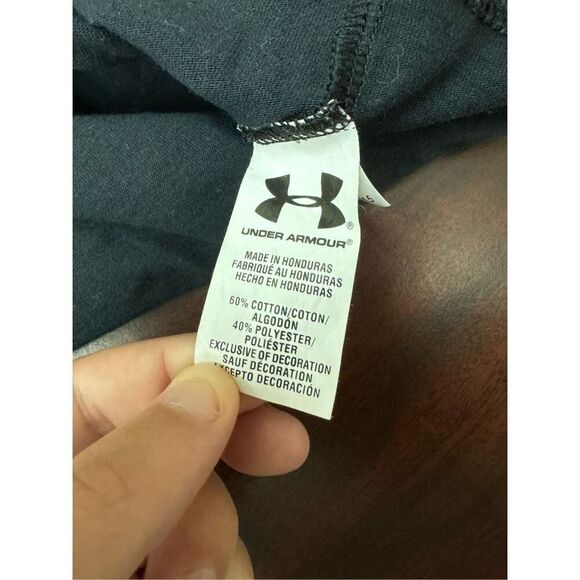 UNDER ARMOUR®
MADE IN HONDURAS
FABRIQUÉ AU HONDURAS
HECHO EN HONDURAS
60% COTTON/COTON/
ALGODÓN
40% POLYESTER/
POLIÉSTER
EXCLUSIVE OF DECORATION
SAUF DÉCORATION
EXCEPTO DECORACIÓN